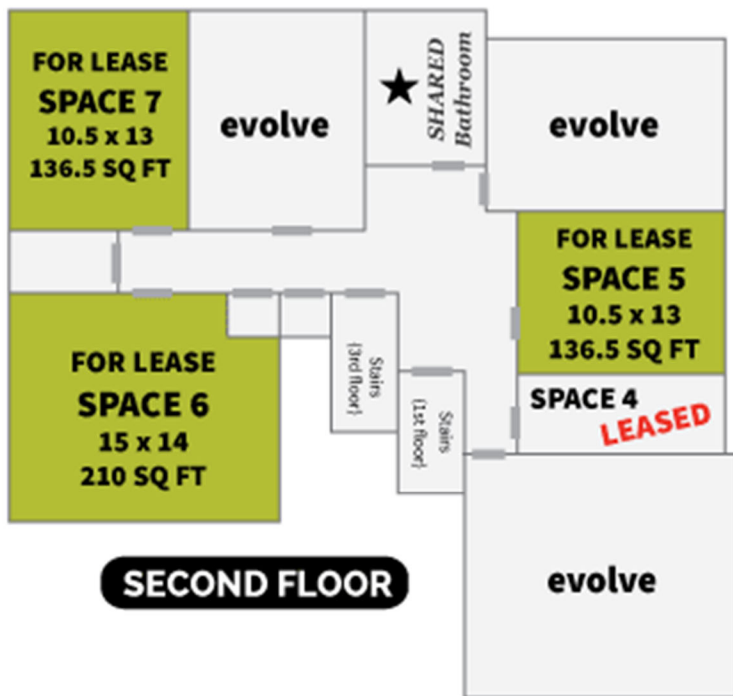 FOR LEASE
SPACE 7
10.5 x 13
136.5 SQ FT
evolve
SHARED
Bathroom
evolve
FOR LEASE
SPACE 5
10.5 x 13
136.5 SQ FT
SPACE 4
LEASED
FOR LEASE
SPACE 6
15 x 14
210 SQ FT
Stairs
(3rd floor)
Stairs
(1st floor)
SECOND FLOOR
evolve